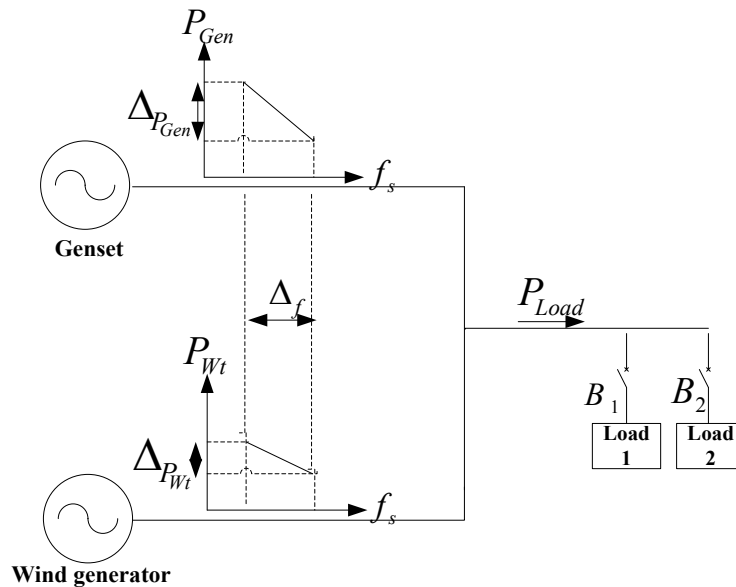 P_Gen
Δ_P_Gen
f_s
Genset
Δ_f
P_Load
P_Wt
B_1
B_2
Load 1
Load 2
Δ_P_Wt
f_s
Wind generator